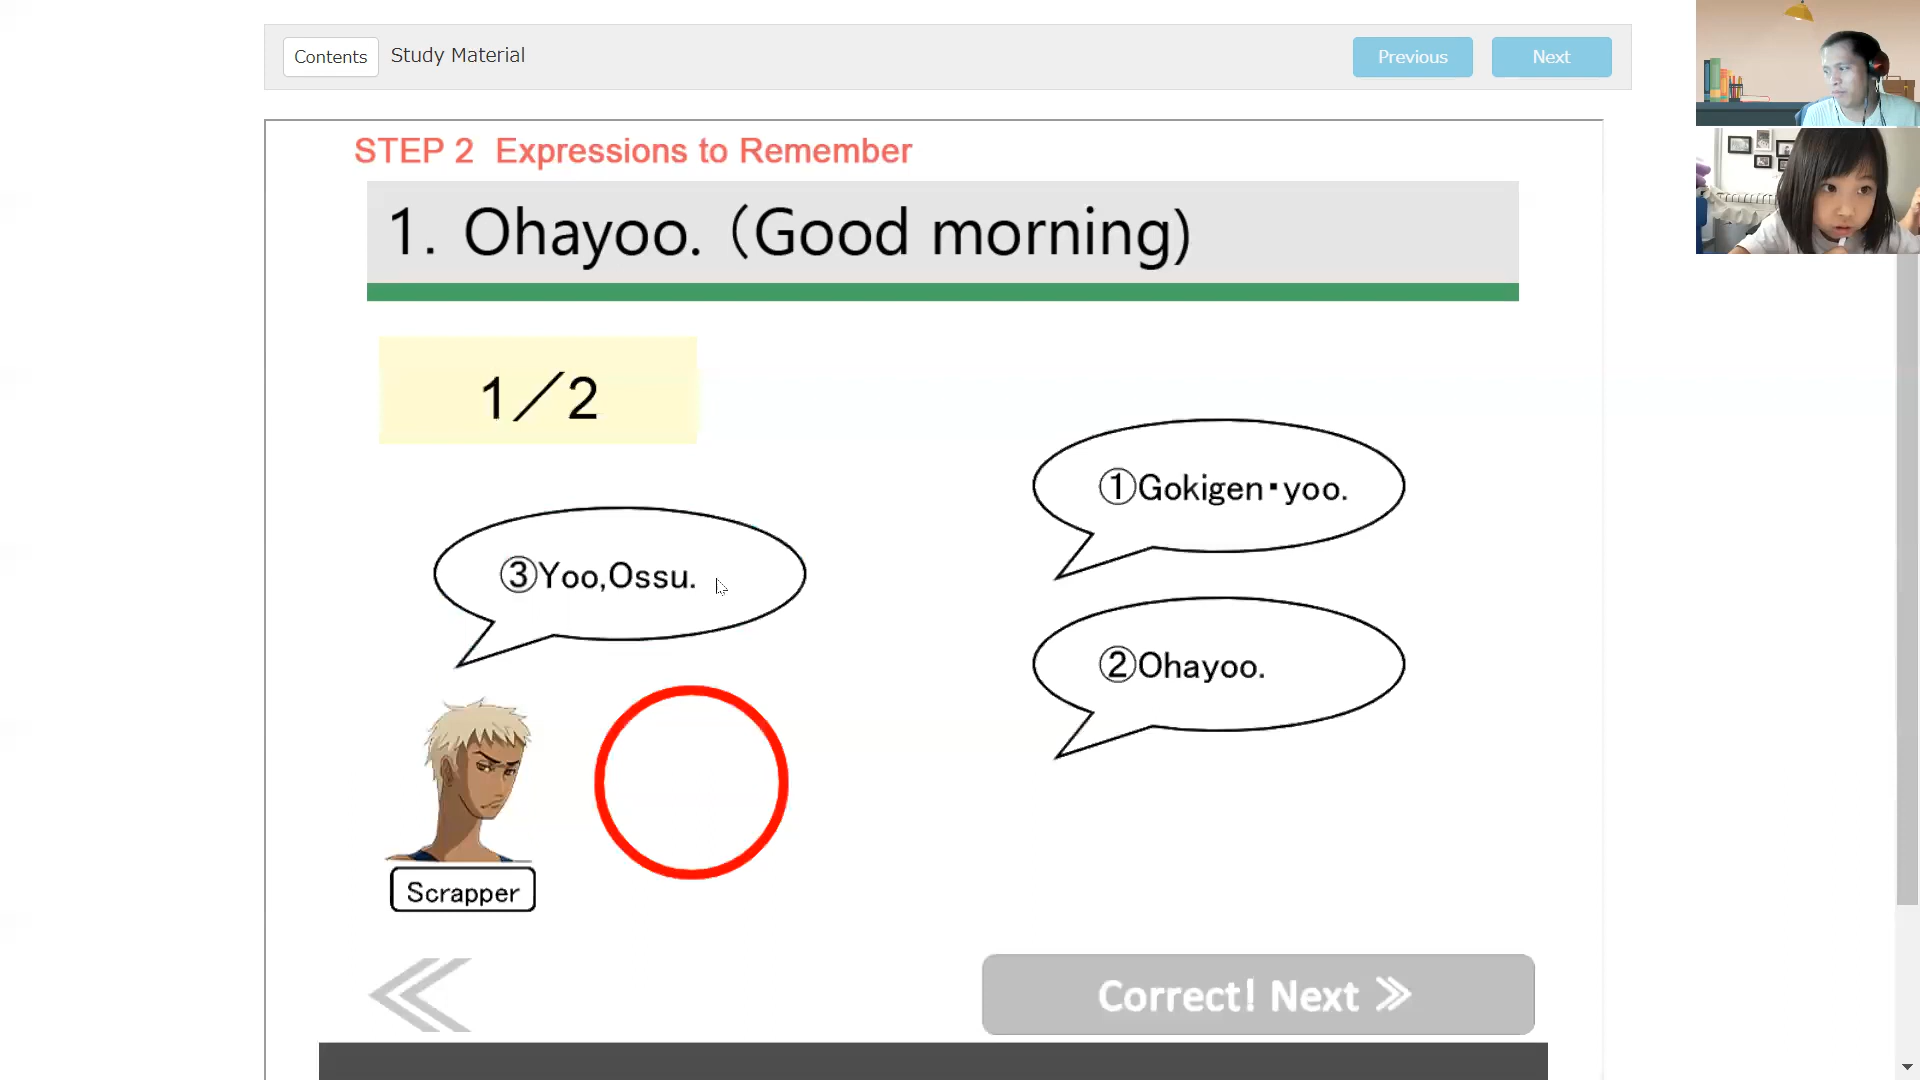 Contents
Study Material
Previous
Next
STEP 2 Expressions to Remember
1. Ohayoo.（Good morning)
1／2
①Gokigen・yoo.
③Yoo,Ossu.
②Ohayoo.
Scrapper
Correct! Next